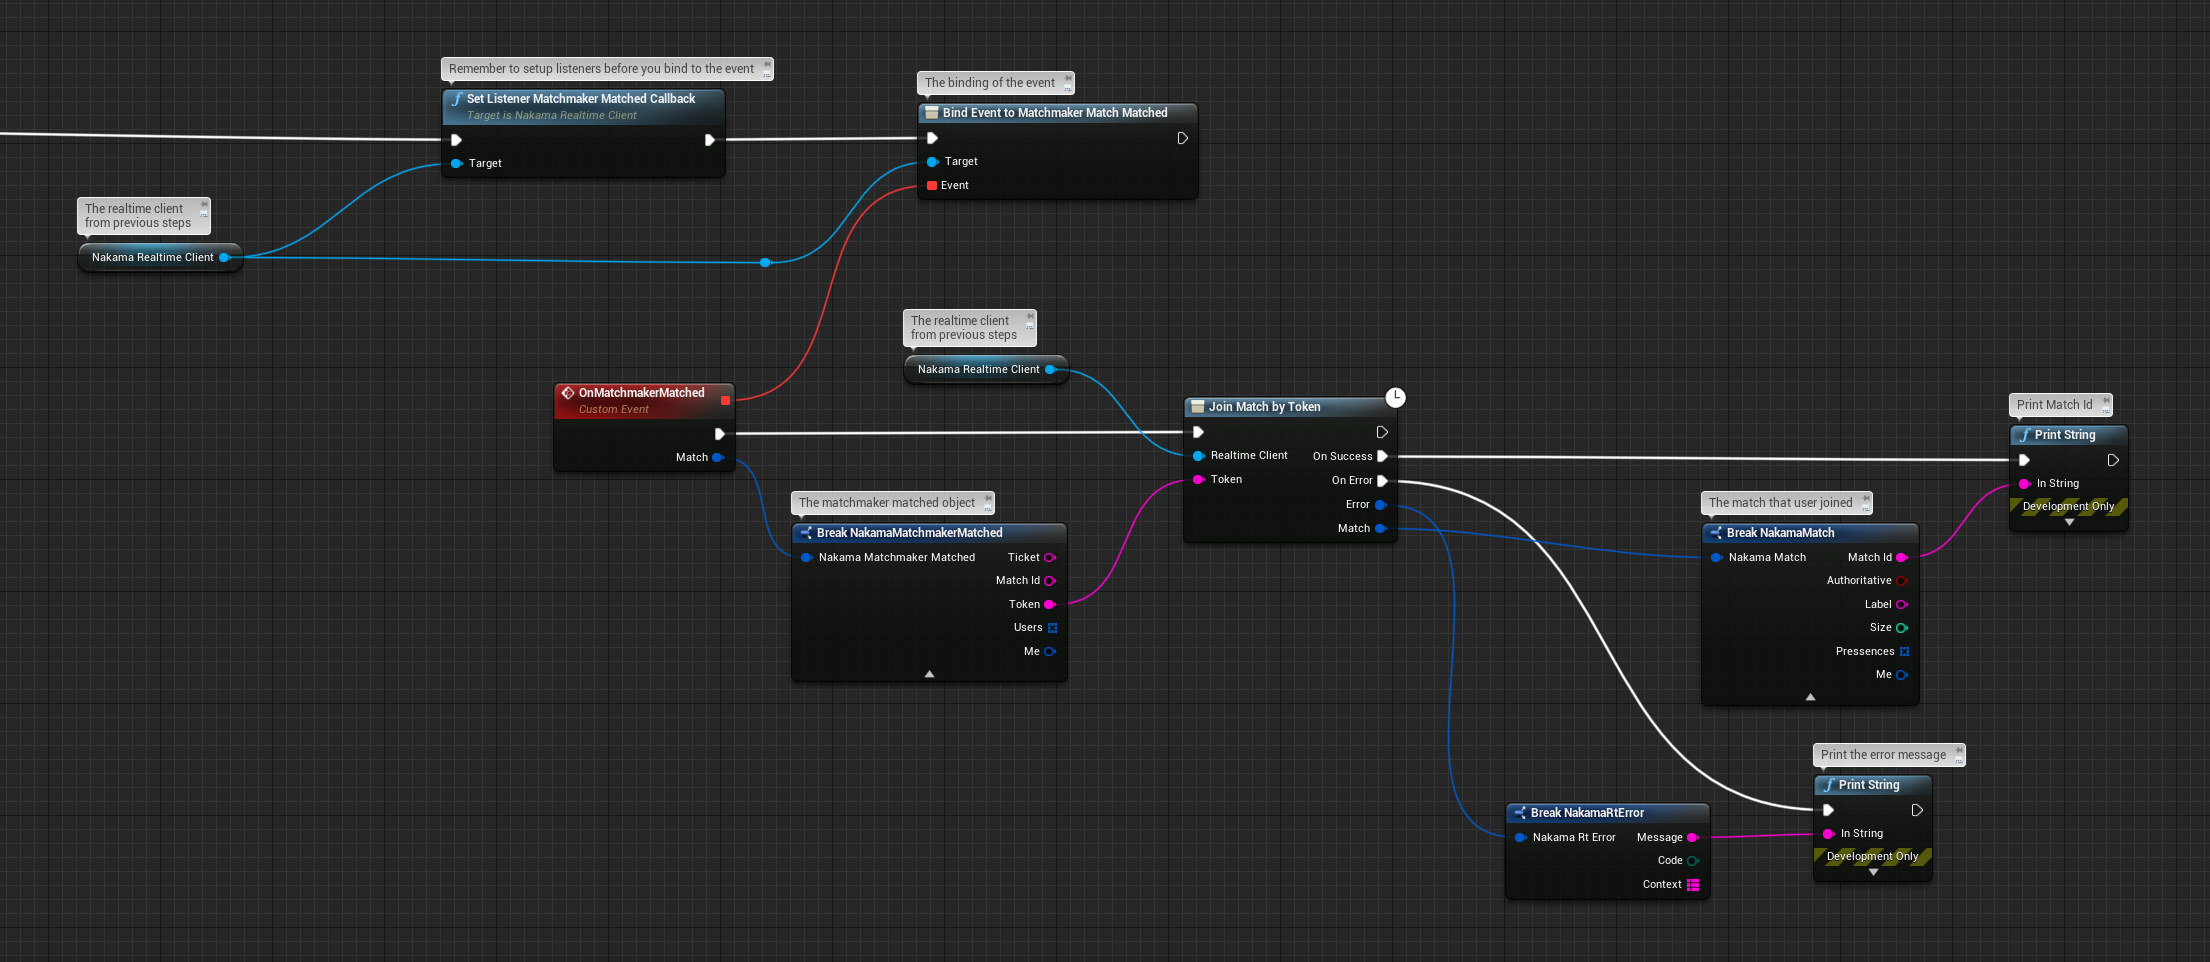 Remember to setup listeners before you bind to the event
Set Listener Matchmaker Matched Callback
Target is Nakama Realtime Client
Target
The binding of the event
Bind Event to Matchmaker Match Matched
Target
Event
The realtime client
from previous steps
Nakama Realtime Client
The realtime client
from previous steps
Nakama Realtime Client
OnMatchmakerMatched
Custom Event
Match
Join Match by Token
Realtime Client
On Success
Token
On Error
Error
Match
Print Match Id
Print String
In String
Development Only
The matchmaker matched object
Break NakamaMatchmakerMatched
Nakama Matchmaker Matched
Ticket
Match Id
Token
Users
Me
The match that user joined
Break NakamaMatch
Nakama Match
Match Id
Authoritative
Label
Size
Pressences
Me
Print the error message
Print String
In String
Development Only
Break NakamaRtError
Nakama Rt Error
Message
Code
Context